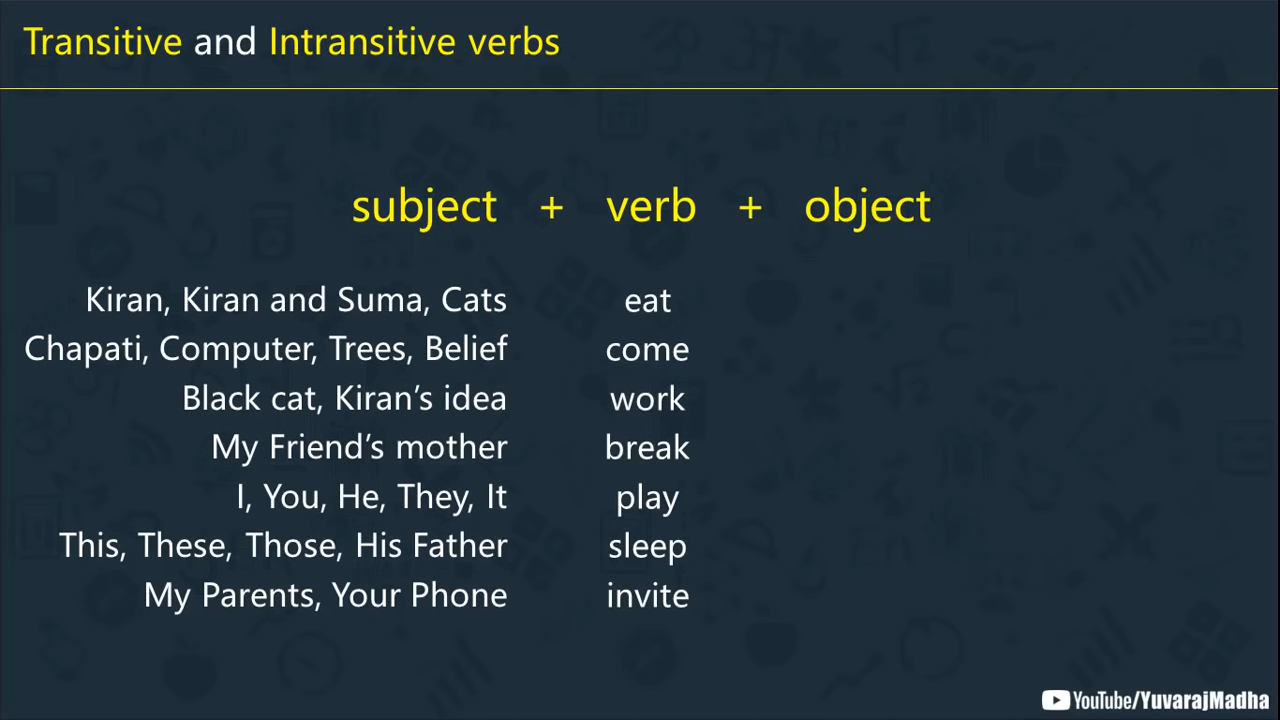 Transitive and Intransitive verbs
subject + verb + object
Kiran, Kiran and Suma, Cats eat
Chapati, Computer, Trees, Belief come
Black cat, Kiran’s idea work
My Friend’s mother break
I, You, He, They, It play
This, These, Those, His Father sleep
My Parents, Your Phone invite
YouTube/YuvarajMadha